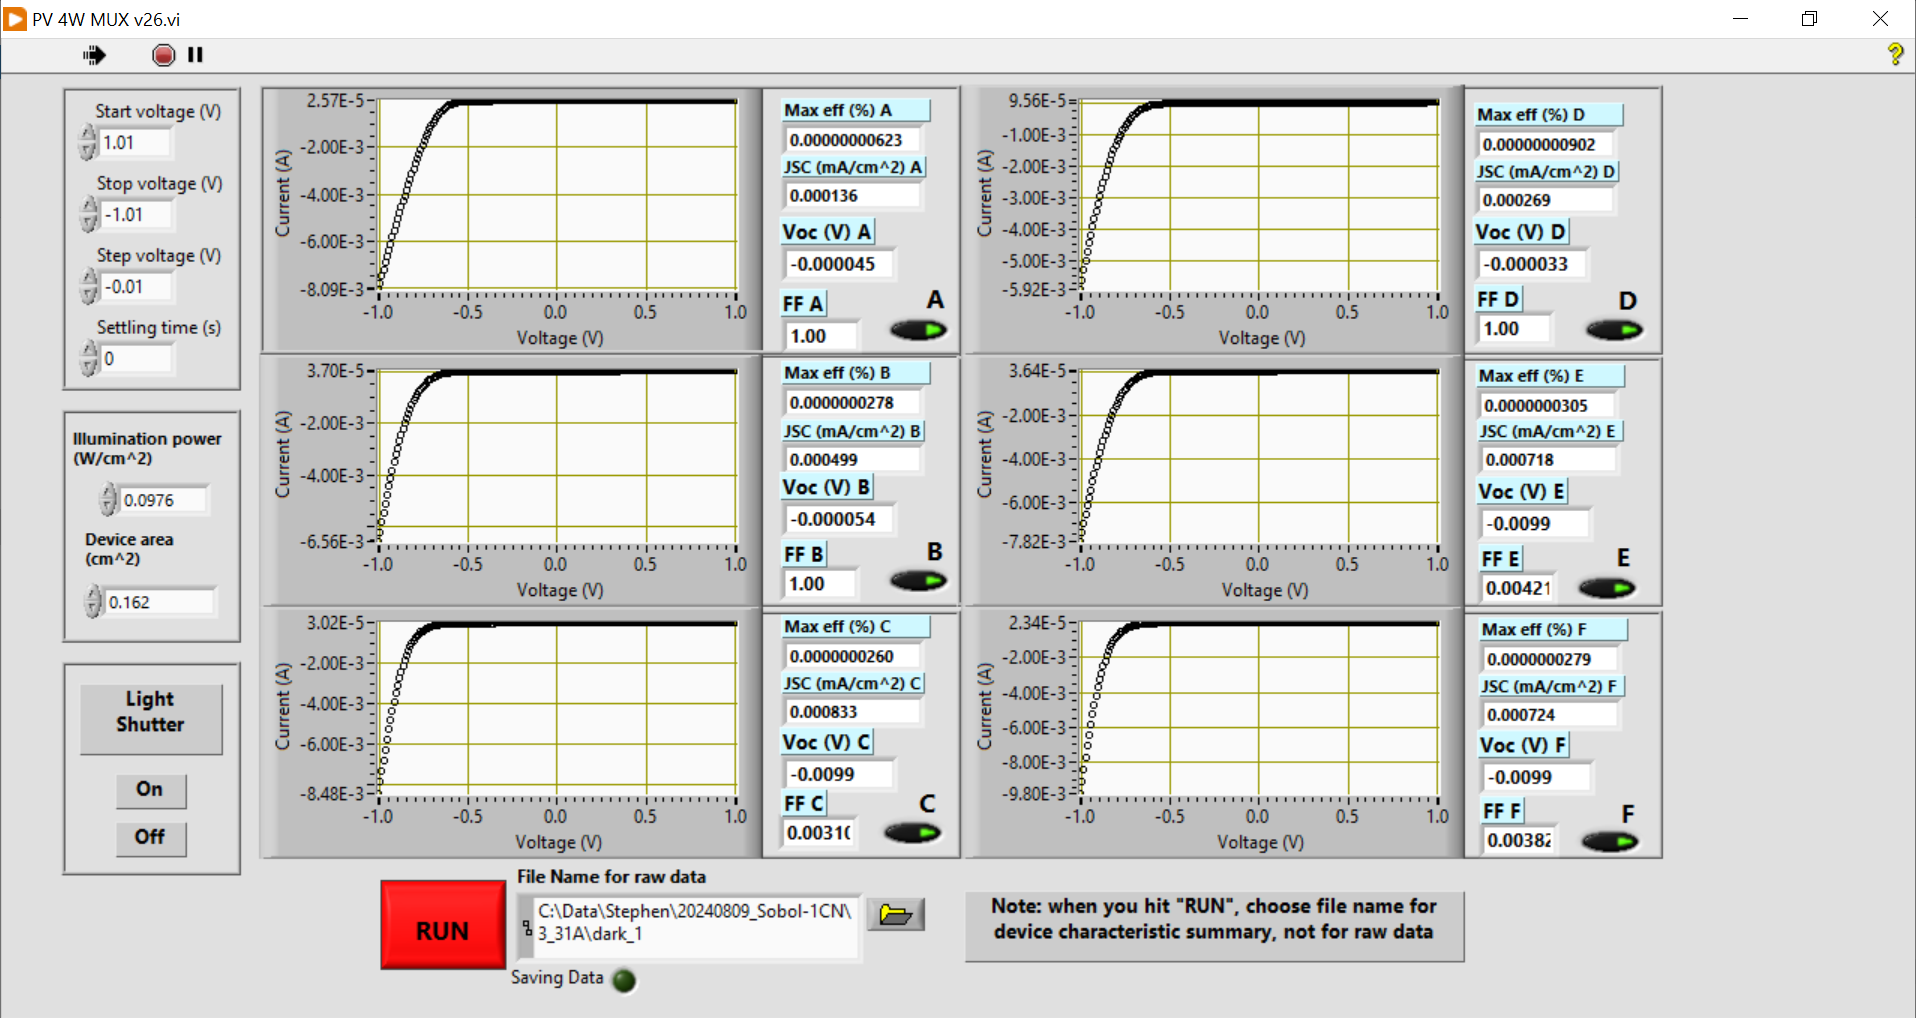 PV 4W MUX v26.vi
Start voltage (V)
1.01
Stop voltage (V)
-1.01
Step voltage (V)
-0.01
Settling time (s)
0
Illumination power
(W/cm^2)
0.0976
Device area
(cm^2)
0.162
Light
Shutter
On
Off
2.57E-5
-2.00E-3
-4.00E-3
-6.00E-3
-8.09E-3
Current (A)
-1.0 -0.5 0.0 0.5 1.0
Voltage (V)
Max eff (%) A
0.00000000623
JSC (mA/cm^2) A
0.000136
Voc (V) A
-0.000045
FF A
1.00
A
9.56E-5
-1.00E-3
-2.00E-3
-3.00E-3
-4.00E-3
-5.00E-3
-5.92E-3
Current (A)
-1.0 -0.5 0.0 0.5 1.0
Voltage (V)
Max eff (%) D
0.00000000902
JSC (mA/cm^2) D
0.000269
Voc (V) D
-0.000033
FF D
1.00
D
3.70E-5
-2.00E-3
-4.00E-3
-6.56E-3
Current (A)
-1.0 -0.5 0.0 0.5 1.0
Voltage (V)
Max eff (%) B
0.0000000278
JSC (mA/cm^2) B
0.000499
Voc (V) B
-0.000054
FF B
1.00
B
3.64E-5
-2.00E-3
-4.00E-3
-6.00E-3
-7.82E-3
Current (A)
-1.0 -0.5 0.0 0.5 1.0
Voltage (V)
Max eff (%) E
0.0000000305
JSC (mA/cm^2) E
0.000718
Voc (V) E
-0.0099
FF E
0.00421
E
3.02E-5
-2.00E-3
-4.00E-3
-6.00E-3
-8.48E-3
Current (A)
-1.0 -0.5 0.0 0.5 1.0
Voltage (V)
Max eff (%) C
0.0000000260
JSC (mA/cm^2) C
0.000833
Voc (V) C
-0.0099
FF C
0.00310
C
2.34E-5
-2.00E-3
-4.00E-3
-6.00E-3
-8.00E-3
-9.80E-3
Current (A)
-1.0 -0.5 0.0 0.5 1.0
Voltage (V)
Max eff (%) F
0.0000000279
JSC (mA/cm^2) F
0.000724
Voc (V) F
-0.0099
FF F
0.00382
F
RUN
File Name for raw data
C:\Data\Stephen\20240809_Sobol-1CN\
3_31A\dark_1
Saving Data
Note: when you hit "RUN", choose file name for
device characteristic summary, not for raw data